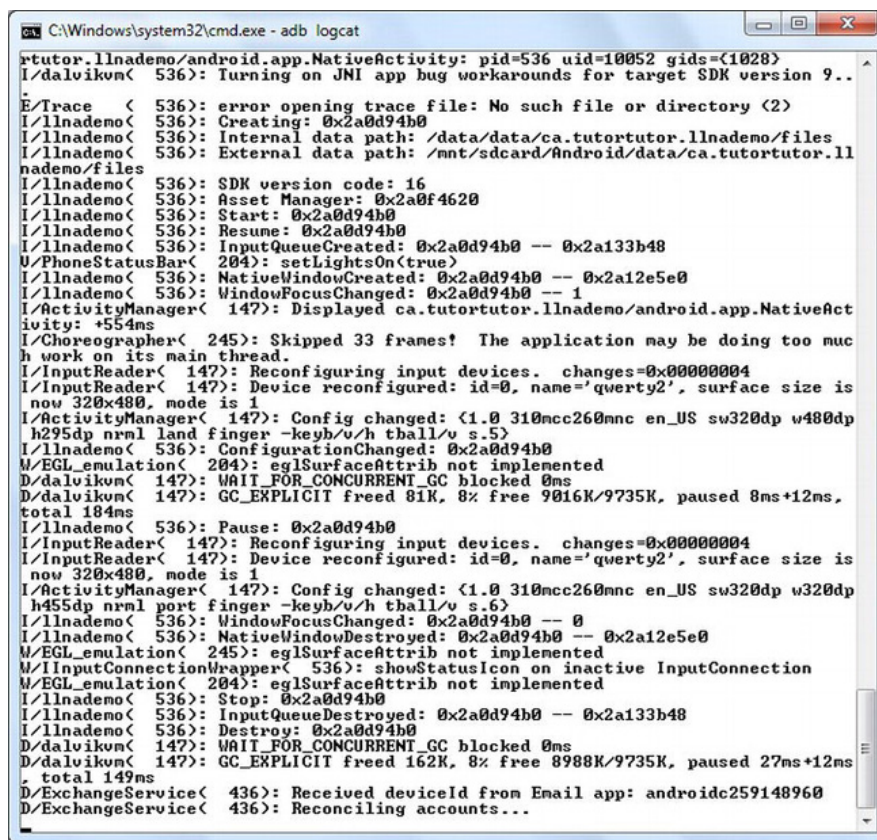 C:\Windows\system32\cmd.exe - adb logcat
rtutor.llnademo/android.app.NativeActivity: pid=536 uid=10052 gids={1028}
I/dalvikvm(  536): Turning on JNI app bug workarounds for target SDK version 9..
.
E/Trace   (  536): error opening trace file: No such file or directory (2)
I/llnademo(  536): Creating: 0x2a0d94b0
I/llnademo(  536): Internal data path: /data/data/ca.tutortutor.llnademo/files
I/llnademo(  536): External data path: /mnt/sdcard/Android/data/ca.tutortutor.ll
nademo/files
I/llnademo(  536): SDK version code: 16
I/llnademo(  536): Asset Manager: 0x2a0f4620
I/llnademo(  536): Start: 0x2a0d94b0
I/llnademo(  536): Resume: 0x2a0d94b0
I/llnademo(  536): InputQueueCreated: 0x2a0d94b0 -- 0x2a133b48
V/PhoneStatusBar(  204): setLightsOn(true)
I/llnademo(  536): NativeWindowCreated: 0x2a0d94b0 -- 0x2a12e5e0
I/llnademo(  536): WindowFocusChanged: 0x2a0d94b0 -- 1
I/ActivityManager(  147): Displayed ca.tutortutor.llnademo/android.app.NativeAct
ivity: +554ms
I/Choreographer(  245): Skipped 33 frames!  The application may be doing too muc
h work on its main thread.
I/InputReader(  147): Reconfiguring input devices.  changes=0x00000004
I/InputReader(  147): Device reconfigured: id=0, name='qwerty2', surface size is
 now 320x480, mode is 1
I/ActivityManager(  147): Config changed: {1.0 310mcc260mnc en_US sw320dp w480dp
 h295dp nrml land finger -keyb/v/h tball/v s.5}
I/llnademo(  536): ConfigurationChanged: 0x2a0d94b0
W/EGL_emulation(  204): eglSurfaceAttrib not implemented
D/dalvikvm(  147): WAIT_FOR_CONCURRENT_GC blocked 0ms
D/dalvikvm(  147): GC_EXPLICIT freed 81K, 8% free 9016K/9735K, paused 8ms+12ms,
total 184ms
I/llnademo(  536): Pause: 0x2a0d94b0
I/InputReader(  147): Reconfiguring input devices.  changes=0x00000004
I/InputReader(  147): Device reconfigured: id=0, name='qwerty2', surface size is
 now 320x480, mode is 1
I/ActivityManager(  147): Config changed: {1.0 310mcc260mnc en_US sw320dp w320dp
 h455dp nrml port finger -keyb/v/h tball/v s.6}
I/llnademo(  536): WindowFocusChanged: 0x2a0d94b0 -- 0
I/llnademo(  536): NativeWindowDestroyed: 0x2a0d94b0 -- 0x2a12e5e0
W/EGL_emulation(  245): eglSurfaceAttrib not implemented
W/IInputConnectionWrapper(  536): showStatusIcon on inactive InputConnection
W/EGL_emulation(  204): eglSurfaceAttrib not implemented
I/llnademo(  536): Stop: 0x2a0d94b0
I/llnademo(  536): InputQueueDestroyed: 0x2a0d94b0 -- 0x2a133b48
I/llnademo(  536): Destroy: 0x2a0d94b0
D/dalvikvm(  147): WAIT_FOR_CONCURRENT_GC blocked 0ms
D/dalvikvm(  147): GC_EXPLICIT freed 162K, 8% free 8988K/9735K, paused 27ms+12ms
, total 149ms
D/ExchangeService(  436): Received deviceId from Email app: androidc259148960
D/ExchangeService(  436): Reconciling accounts...